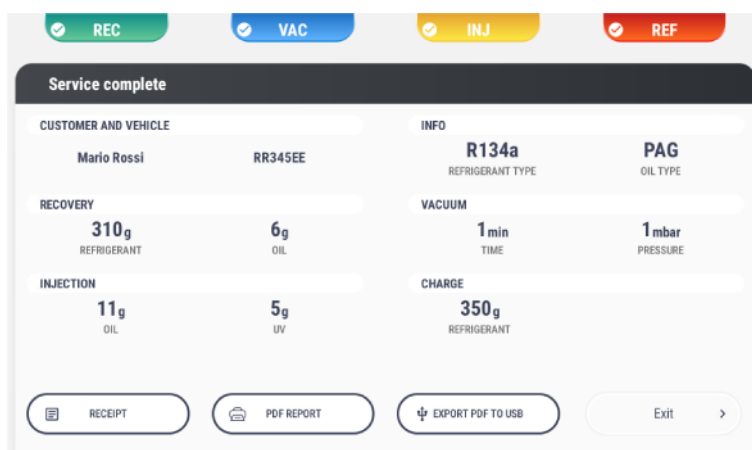 REC VAC INJ REF
Service complete
CUSTOMER AND VEHICLE
Mario Rossi RR345EE
INFO
R134a PAG
REFRIGERANT TYPE OIL TYPE
RECOVERY
310g 6g
REFRIGERANT OIL
VACUUM
1min 1mbar
TIME PRESSURE
INJECTION
11g 5g
OIL UV
CHARGE
350g
REFRIGERANT
RECEIPT PDF REPORT EXPORT PDF TO USB Exit